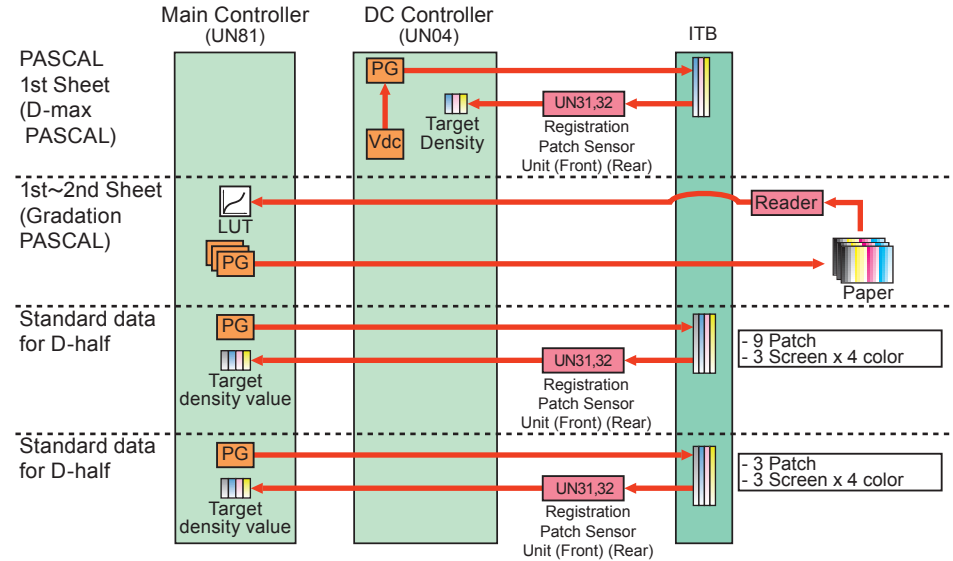 Main Controller
(UN81)
DC Controller
(UN04)
ITB
PASCAL
1st Sheet
(D-max
PASCAL)
PG
Vdc
Target
Density
UN31,32
Registration
Patch Sensor
Unit (Front) (Rear)
1st~2nd Sheet
(Gradation
PASCAL)
LUT
PG
Reader
Paper
Standard data
for D-half
PG
Target
density value
UN31,32
Registration
Patch Sensor
Unit (Front) (Rear)
- 9 Patch
- 3 Screen x 4 color
Standard data
for D-half
PG
Target
density value
UN31,32
Registration
Patch Sensor
Unit (Front) (Rear)
- 3 Patch
- 3 Screen x 4 color